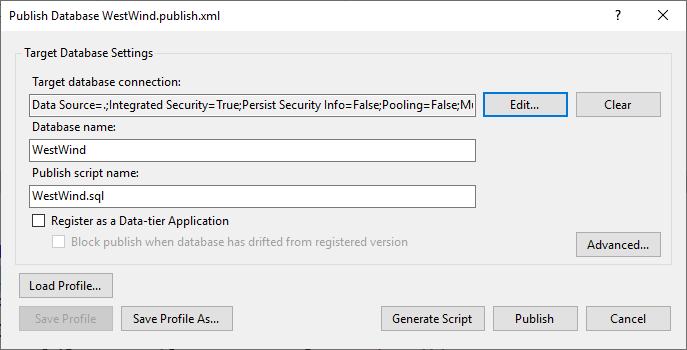 Publish Database WestWind.publish.xml
Target Database Settings
Target database connection:
Data Source=.;Integrated Security=True;Persist Security Info=False;Pooling=False;Mu
Edit...
Clear
Database name:
WestWind
Publish script name:
WestWind.sql
Register as a Data-tier Application
Block publish when database has drifted from registered version
Advanced...
Load Profile...
Save Profile
Save Profile As...
Generate Script
Publish
Cancel